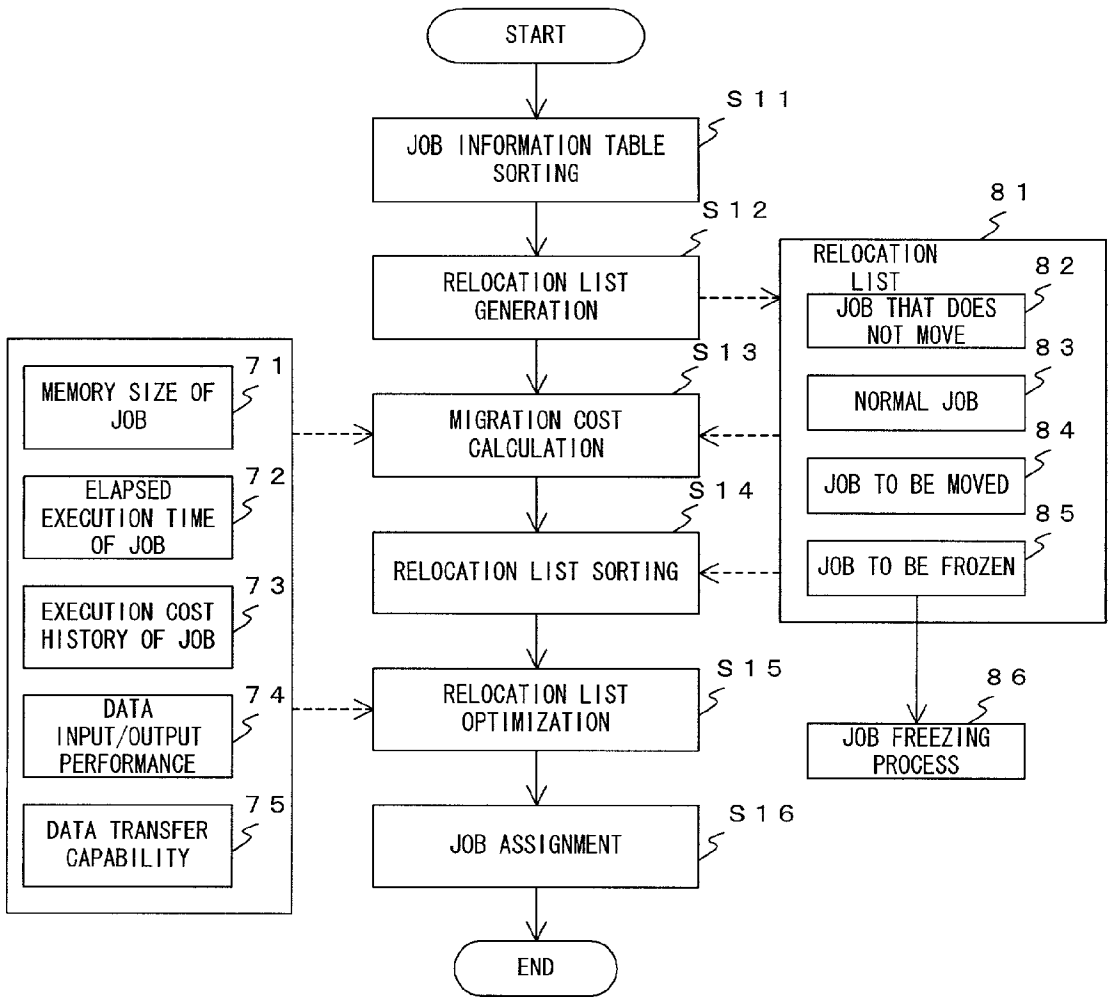 START
S11
JOB INFORMATION TABLE
SORTING
S12
RELOCATION LIST
GENERATION
81
RELOCATION
LIST
82
JOB THAT DOES
NOT MOVE
83
NORMAL JOB
84
JOB TO BE MOVED
85
JOB TO BE FROZEN
86
JOB FREEZING
PROCESS
71
MEMORY SIZE OF
JOB
72
ELAPSED
EXECUTION TIME
OF JOB
73
EXECUTION COST
HISTORY OF JOB
74
DATA
INPUT/OUTPUT
PERFORMANCE
75
DATA TRANSFER
CAPABILITY
S13
MIGRATION COST
CALCULATION
S14
RELOCATION LIST SORTING
S15
RELOCATION LIST
OPTIMIZATION
S16
JOB ASSIGNMENT
END